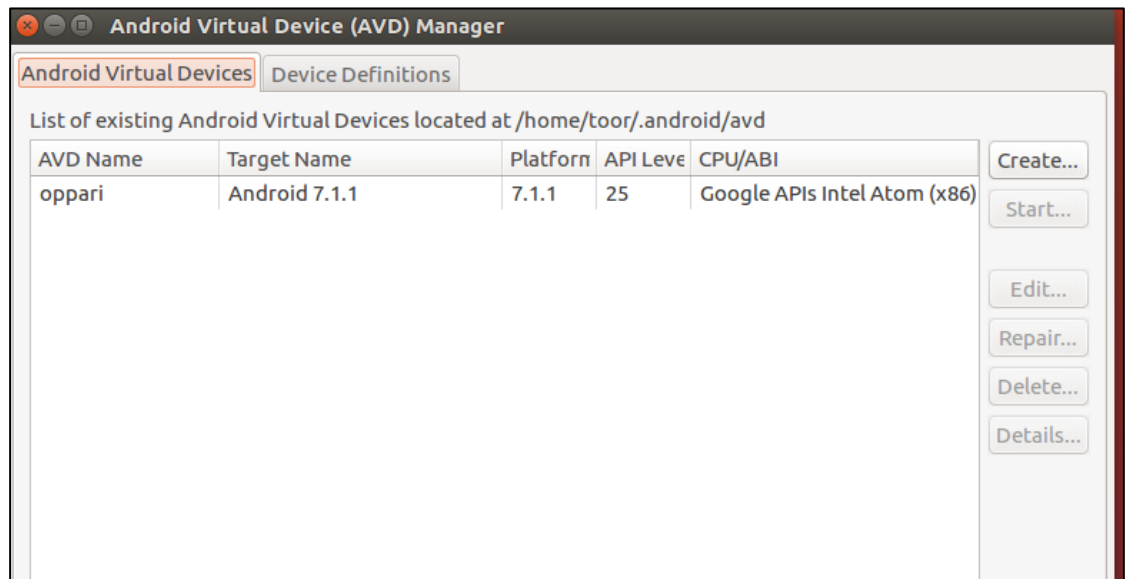 Android Virtual Device (AVD) Manager
Android Virtual Devices Device Definitions
List of existing Android Virtual Devices located at /home/toor/.android/avd
AVD Name Target Name Platforn API Leve CPU/ABI Create...
oppari Android 7.1.1 7.1.1 25 Google APIs Intel Atom (x86)
Start...
Edit...
Repair...
Delete...
Details...